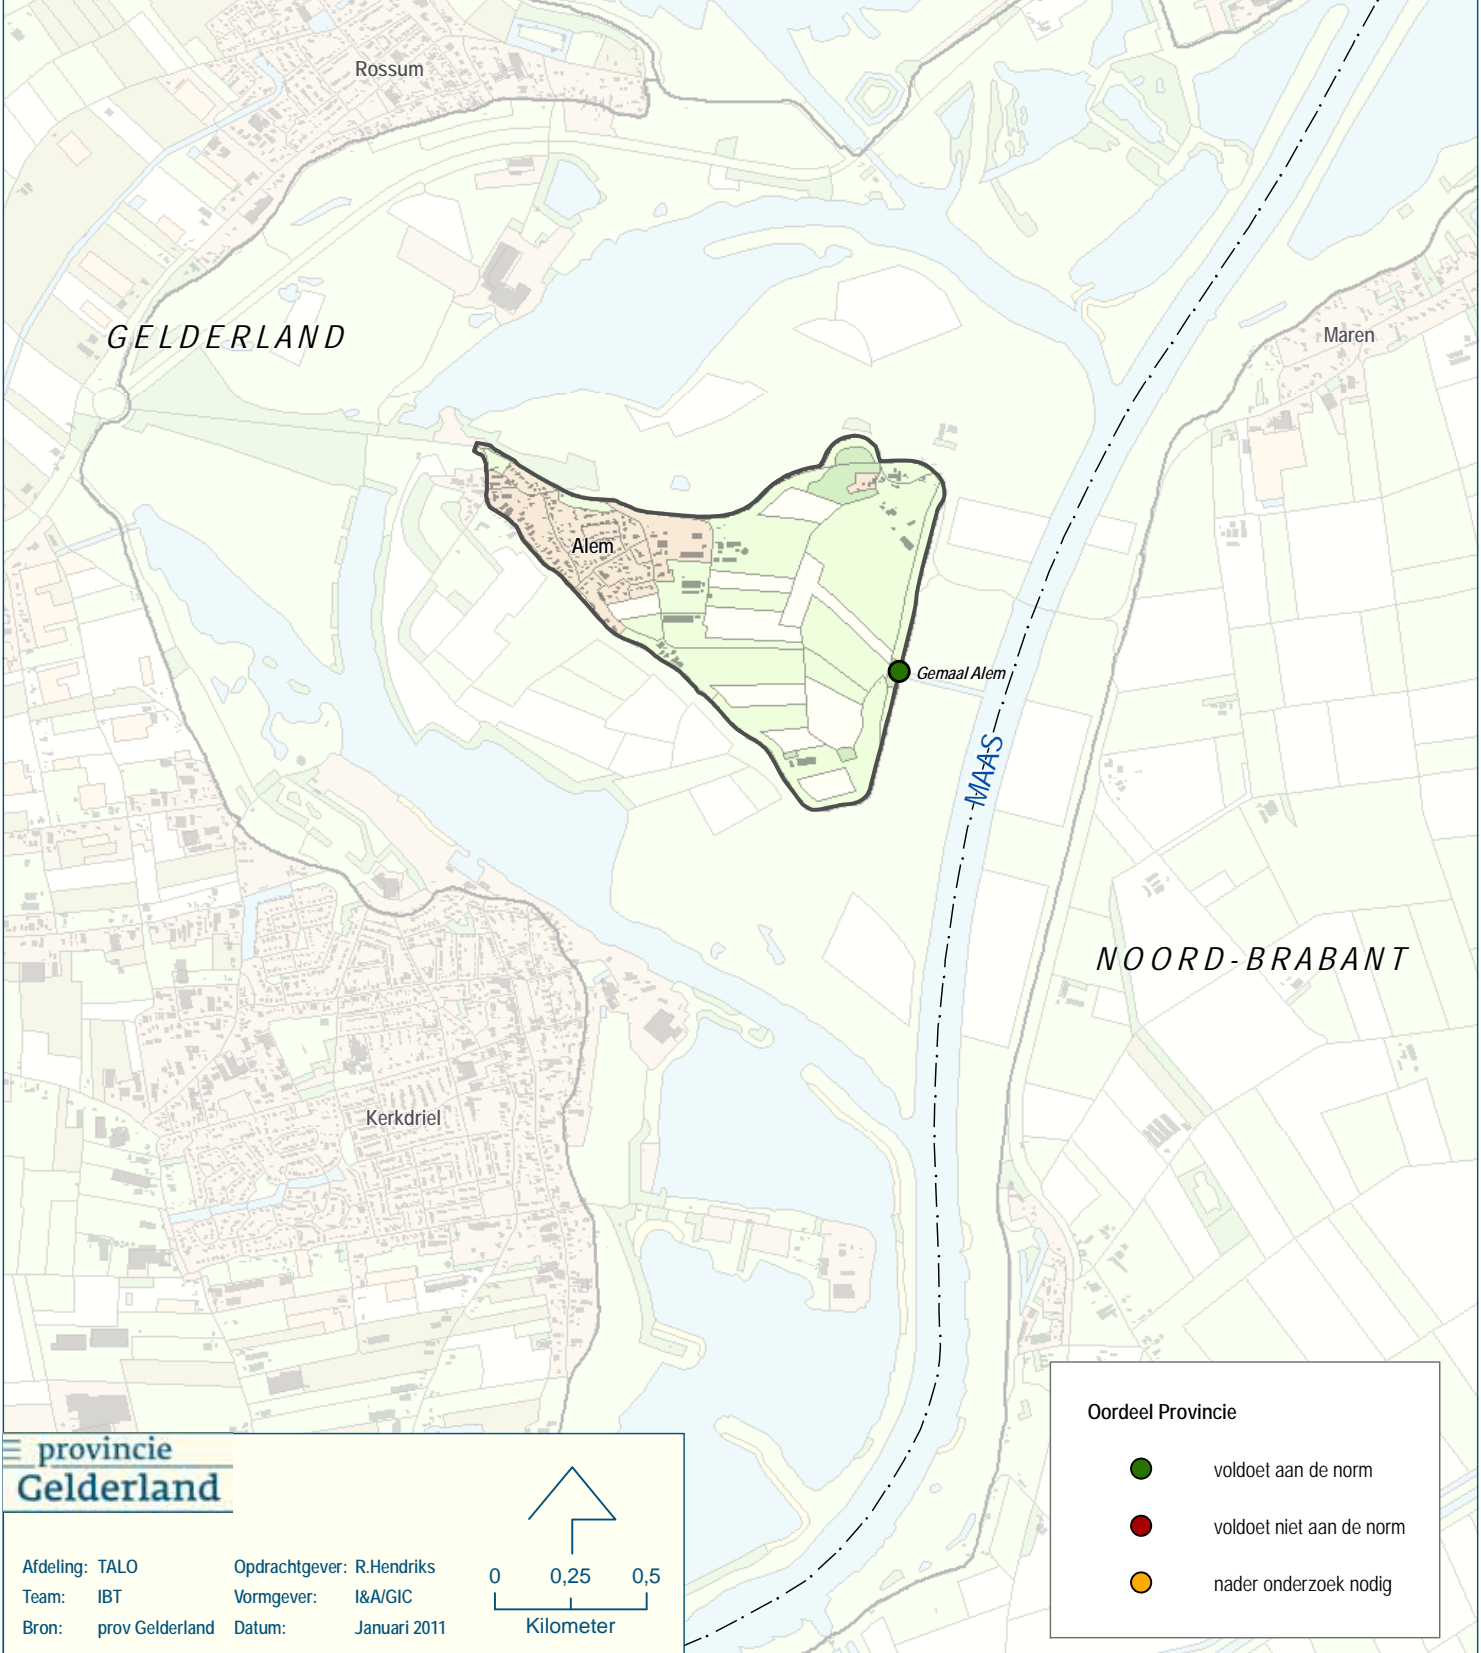 Rossum
GELDERLAND
Maren
Alem
Gemaal Alem
MAAS
NOORD-BRABANT
Kerkdriel
Oordeel Provincie
voldoet aan de norm
voldoet niet aan de norm
nader onderzoek nodig
provincie
Gelderland
Afdeling: TALO Opdrachtgever: R.Hendriks
Team: IBT Vormgever: I&A/GIC
Bron: prov Gelderland Datum: Januari 2011
0 0,25 0,5
Kilometer